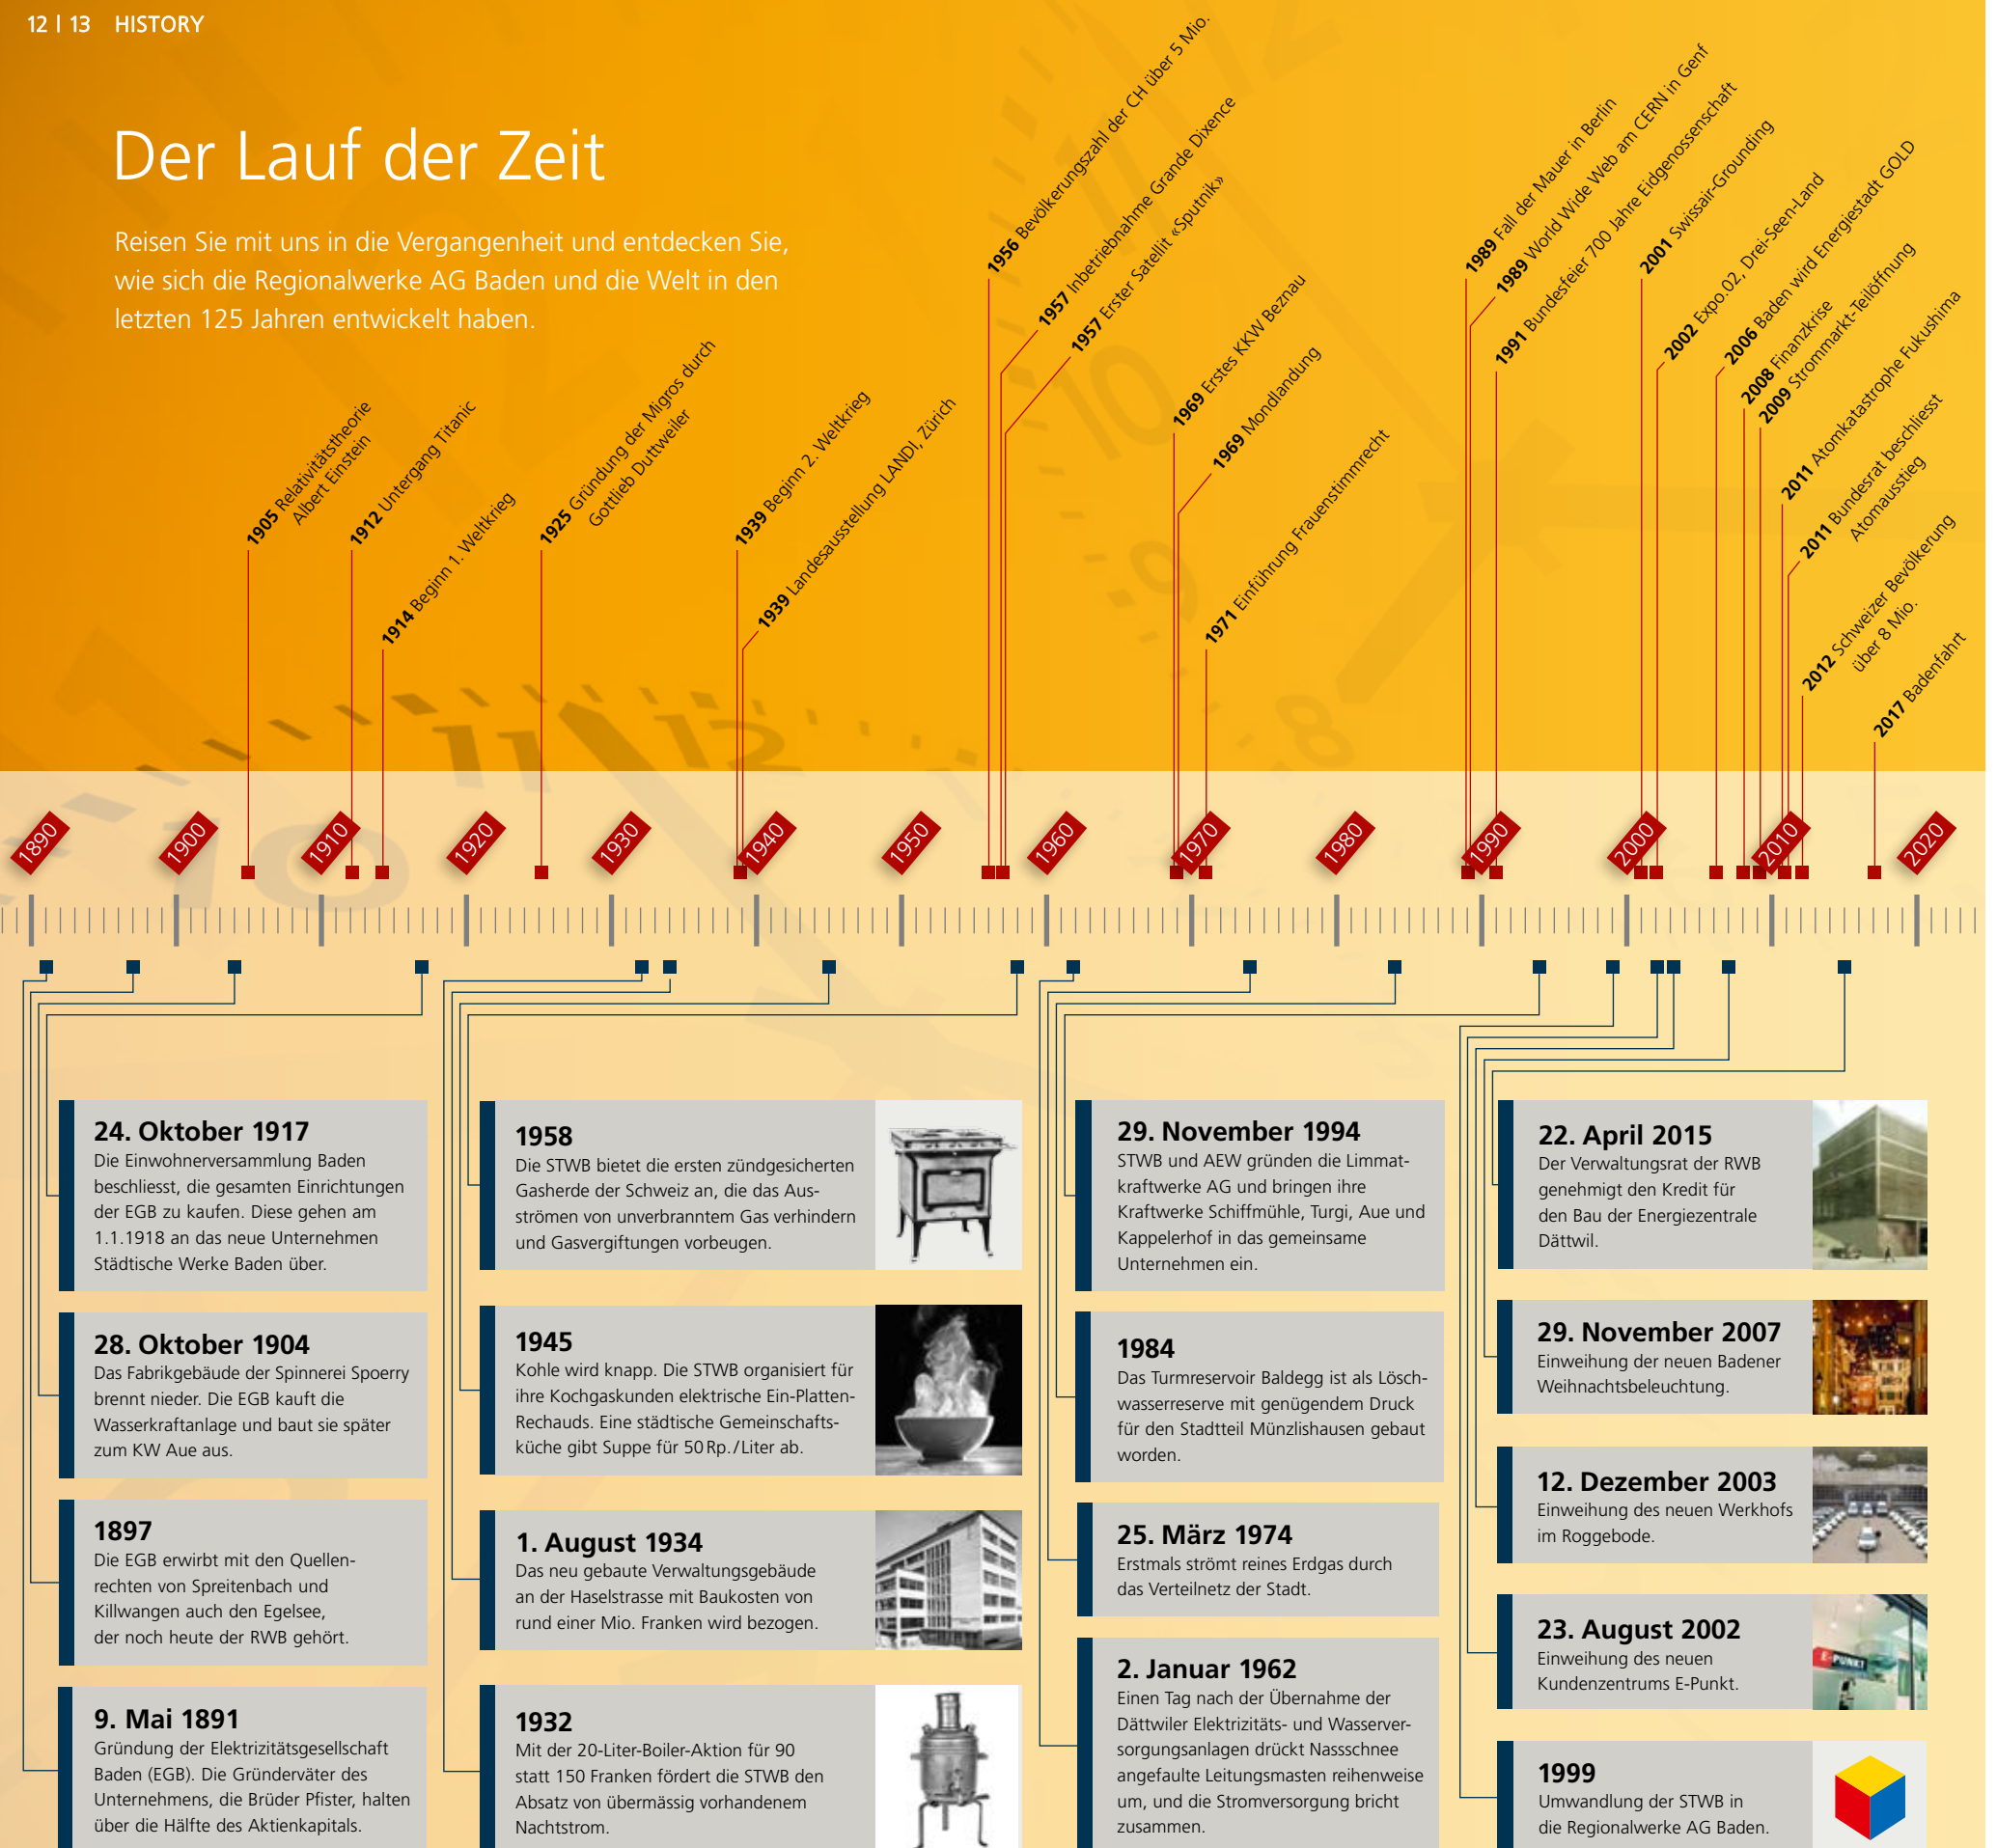 12 | 13 HISTORY
Der Lauf der Zeit
Reisen Sie mit uns in die Vergangenheit und entdecken Sie,
wie sich die Regionalwerke AG Baden und die Welt in den
letzten 125 Jahren entwickelt haben.
1905 Relativitätstheorie
Albert Einstein
1912 Untergang Titanic
1914 Beginn 1. Weltkrieg
1925 Gründung der Migros durch
Gottlieb Duttweiler
1939 Beginn 2. Weltkrieg
1939 Landesausstellung LANDI, Zürich
1956 Bevölkerungszahl der CH über 5 Mio.
1957 Inbetriebnahme Grande Dixence
1957 Erster Satellit «Sputnik»
1969 Erstes KKW Beznau
1969 Mondlandung
1971 Einführung Frauenstimmrecht
1989 Fall der Mauer in Berlin
1989 World Wide Web am CERN in Genf
1991 Bundesfeier 700 Jahre Eidgenossenschaft
2001 Swissair-Grounding
2002 Expo.02, Drei-Seen-Land
2006 Baden wird Energiestadt GOLD
2008 Finanzkrise
2009 Strommarkt-Teilöffnung
2011 Atomkatastrophe Fukushima
2011 Bundesrat beschliesst
Atomausstieg
2012 Schweizer Bevölkerung
über 8 Mio.
2017 Badenfahrt
12
11
10
9
8
11
12
10
1890
1900
1910
1920
1930
1940
1950
1960
1970
1980
1990
2000
2010
2020
24. Oktober 1917
Die Einwohnerversammlung Baden
beschliesst, die gesamten Einrichtungen
der EGB zu kaufen. Diese gehen am
1.1.1918 an das neue Unternehmen
Städtische Werke Baden über.
28. Oktober 1904
Das Fabrikgebäude der Spinnerei Spoerry
brennt nieder. Die EGB kauft die
Wasserkraftanlage und baut sie später
zum KW Aue aus.
1897
Die EGB erwirbt mit den Quellen-
rechten von Spreitenbach und
Killwangen auch den Egelsee,
der noch heute der RWB gehört.
9. Mai 1891
Gründung der Elektrizitätsgesellschaft
Baden (EGB). Die Gründerväter des
Unternehmens, die Brüder Pfister, halten
über die Hälfte des Aktienkapitals.
1958
Die STWB bietet die ersten zündgesicherten
Gasherde der Schweiz an, die das Aus-
strömen von unverbranntem Gas verhindern
und Gasvergiftungen vorbeugen.
1945
Kohle wird knapp. Die STWB organisiert für
ihre Kochgaskunden elektrische Ein-Platten-
Rechauds. Eine städtische Gemeinschafts-
küche gibt Suppe für 50 Rp./Liter ab.
1. August 1934
Das neu gebaute Verwaltungsgebäude
an der Haselstrasse mit Baukosten von
rund einer Mio. Franken wird bezogen.
1932
Mit der 20-Liter-Boiler-Aktion für 90
statt 150 Franken fördert die STWB den
Absatz von übermässig vorhandenem
Nachtstrom.
29. November 1994
STWB und AEW gründen die Limmat-
kraftwerke AG und bringen ihre
Kraftwerke Schiffmühle, Turgi, Aue und
Kappelerhof in das gemeinsame
Unternehmen ein.
1984
Das Turmreservoir Baldegg ist als Lösch-
wasserreserve mit genügendem Druck
für den Stadtteil Münzlishausen gebaut
worden.
25. März 1974
Erstmals strömt reines Erdgas durch
das Verteilnetz der Stadt.
2. Januar 1962
Einen Tag nach der Übernahme der
Dättwiler Elektrizitäts- und Wasserver-
sorgungsanlagen drückt Nassschnee
angefaulte Leitungsmasten reihenweise
um, und die Stromversorgung bricht
zusammen.
22. April 2015
Der Verwaltungsrat der RWB
genehmigt den Kredit für
den Bau der Energiezentrale
Dättwil.
29. November 2007
Einweihung der neuen Badener
Weihnachtsbeleuchtung.
12. Dezember 2003
Einweihung des neuen Werkhofs
im Roggebode.
23. August 2002
Einweihung des neuen
Kundenzentrums E-Punkt.
E-PUNKT
1999
Umwandlung der STWB in
die Regionalwerke AG Baden.